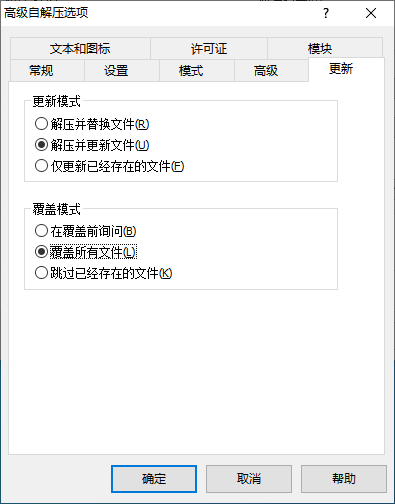 高级自解压选项
?
文本和图标 许可证 模块
常规 设置 模式 高级 更新
更新模式
解压并替换文件(R)
解压并更新文件(U)
仅更新已经存在的文件(F)
覆盖模式
在覆盖前询问(B)
覆盖所有文件(L)
跳过已经存在的文件(K)
确定 取消 帮助